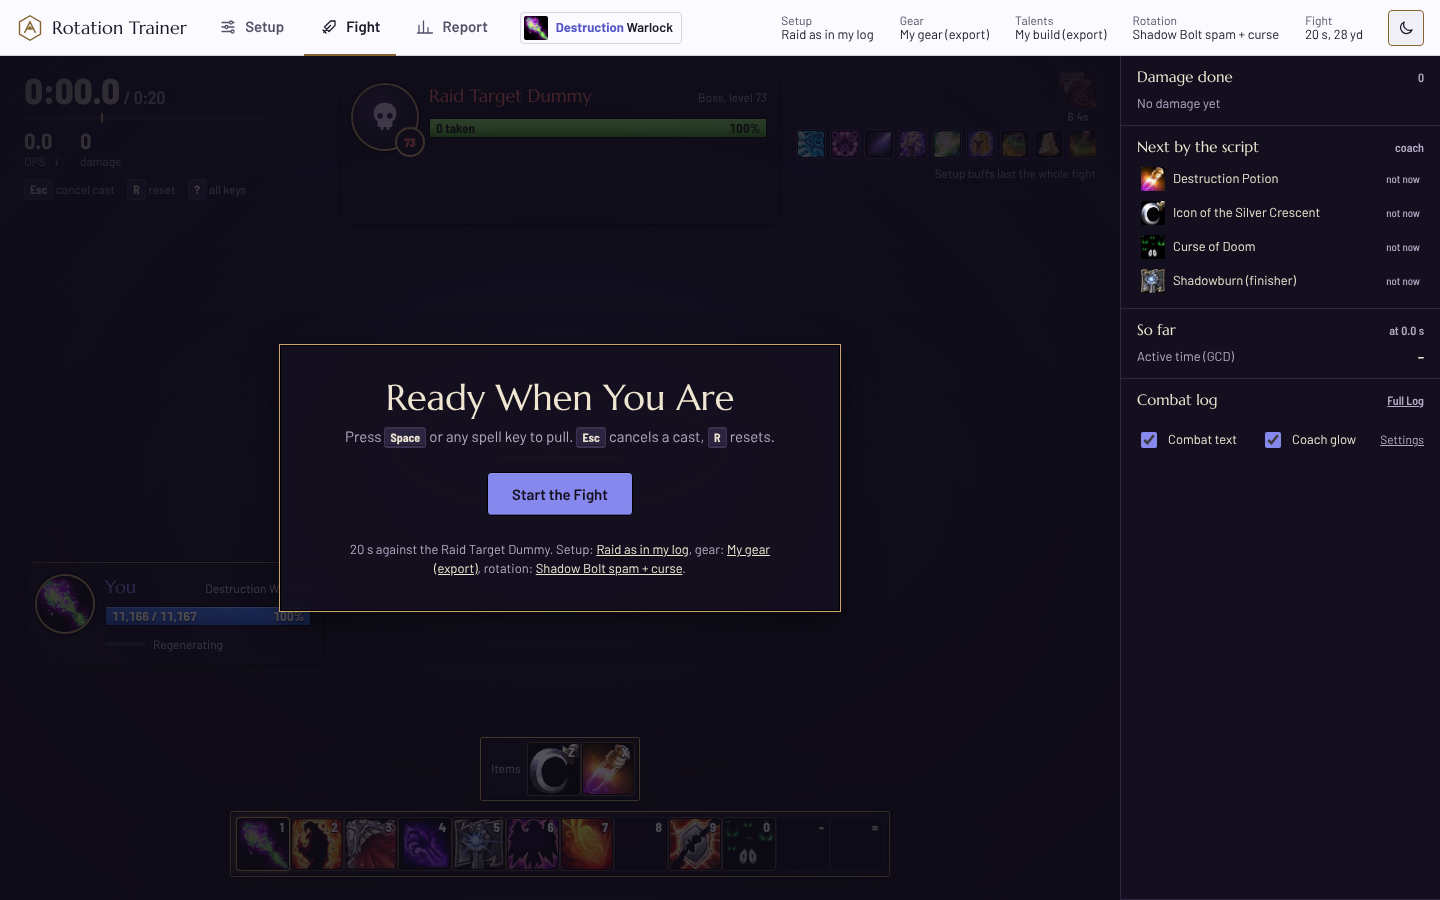 Rotation Trainer
Setup
Fight
Report
Destruction Warlock
Setup
Raid as in my log
Gear
My gear (export)
Talents
My build (export)
Rotation
Shadow Bolt spam + curse
Fight
20 s, 28 yd
0:00.0 / 0:20
0.0 0
DPS i damage
Esc cancel cast R reset ? all keys
Raid Target Dummy
Boss, level 73
0 taken 100%
73
6.4s
Setup buffs last the whole fight
Damage done 0
No damage yet
Next by the script coach
Destruction Potion not now
Icon of the Silver Crescent not now
Curse of Doom not now
Shadowburn (finisher) not now
So far at 0.0 s
Active time (GCD) –
Combat log Full Log
Combat text Coach glow Settings
Ready When You Are
Press Space or any spell key to pull. Esc cancels a cast, R resets.
Start the Fight
20 s against the Raid Target Dummy. Setup: Raid as in my log, gear: My gear
(export), rotation: Shadow Bolt spam + curse.
You
11,166 / 11,167 100%
Regenerating
Items
1 2 3 4 5 6 7 8 9 0 - =